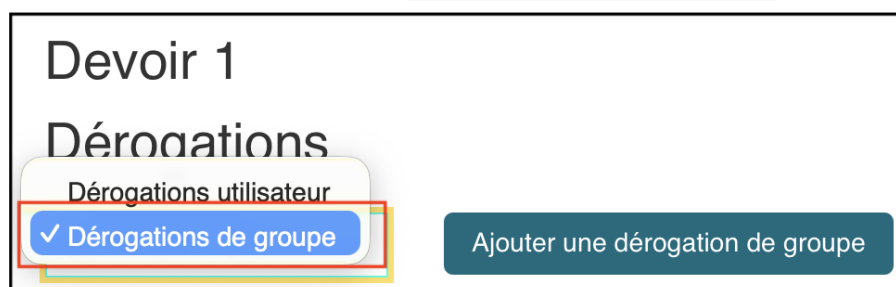 Devoir 1
Dérogations
Dérogations utilisateur
✓ Dérogations de groupe
Ajouter une dérogation de groupe